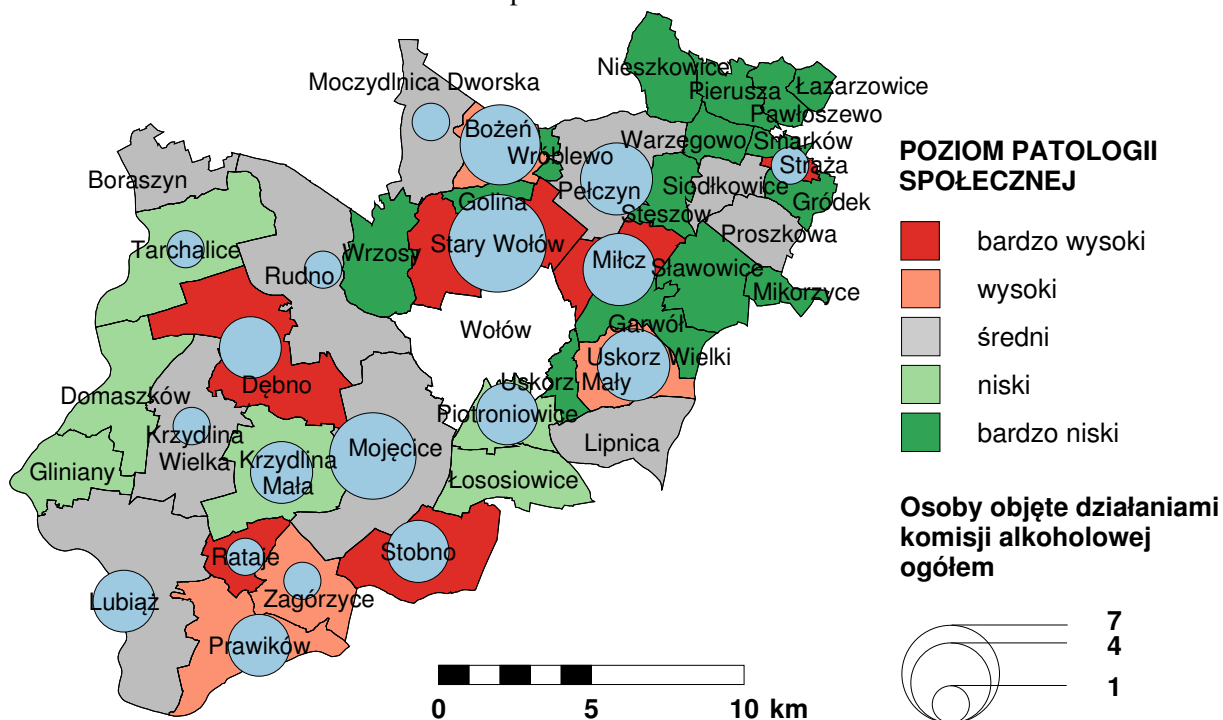 Moczydlnica Dworska
Nieszkowice
Pierusza
Łazarzowice
Pawłoszewo
Bożeń
Wróblewo
Warzęgowo
Smarków
Straża
Boraszyn
Pełczyn
Siodłkowice
Gródek
Golina
Stęszów
Proszkowa
Tarchalice
Rudno
Wrzosy
Stary Wołów
Miłcz
Sławowice
Mikorzyce
Wołów
Garwół
Uskorz Wielki
Dębno
Domaszków
Uskorz Mały
Piotroniowice
Krzydlina
Wielka
Mojęcice
Lipnica
Gliniany
Krzydlina
Mała
Łososiowice
Rataje
Stobno
Zagórzyce
Lubiąż
Prawików
0 5 10 km
POZIOM PATOLOGII
SPOŁECZNEJ
bardzo wysoki
wysoki
średni
niski
bardzo niski
Osoby objęte działaniami
komisji alkoholowej
ogółem
7
4
1